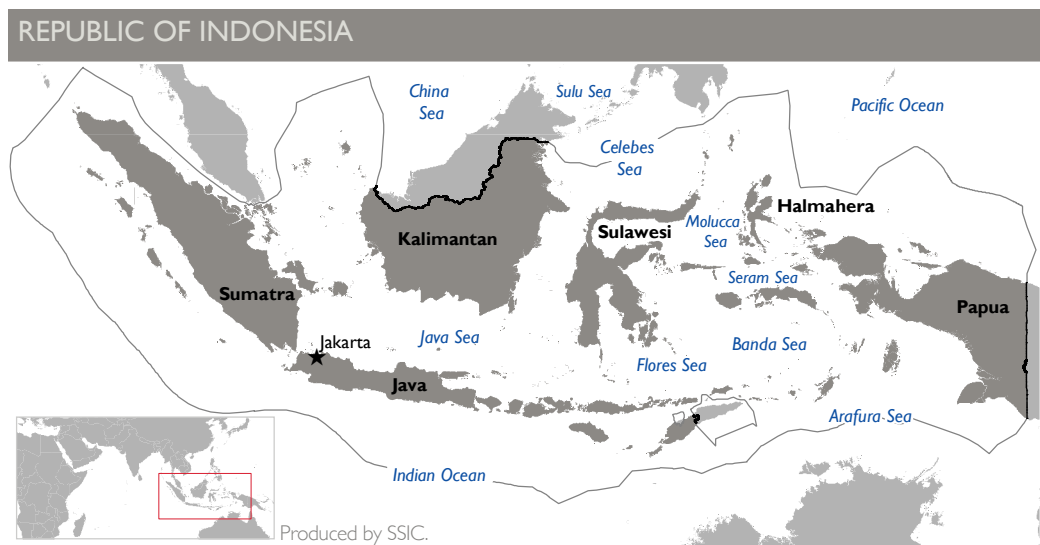 REPUBLIC OF INDONESIA
China
Sea
Sulu Sea
Pacific Ocean
Celebes
Sea
Halmahera
Kalimantan
Sulawesi
Molucca
Sea
Seram Sea
Sumatra
Papua
Jakarta
Java Sea
Banda Sea
Flores Sea
Java
Arafura Sea
Indian Ocean
Produced by SSIC.